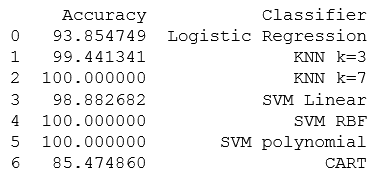 Accuracy Classifier
0 93.854749 Logistic Regression
1 99.441341 KNN k=3
2 100.000000 KNN k=7
3 98.882682 SVM Linear
4 100.000000 SVM RBF
5 100.000000 SVM polynomial
6 85.474860 CART